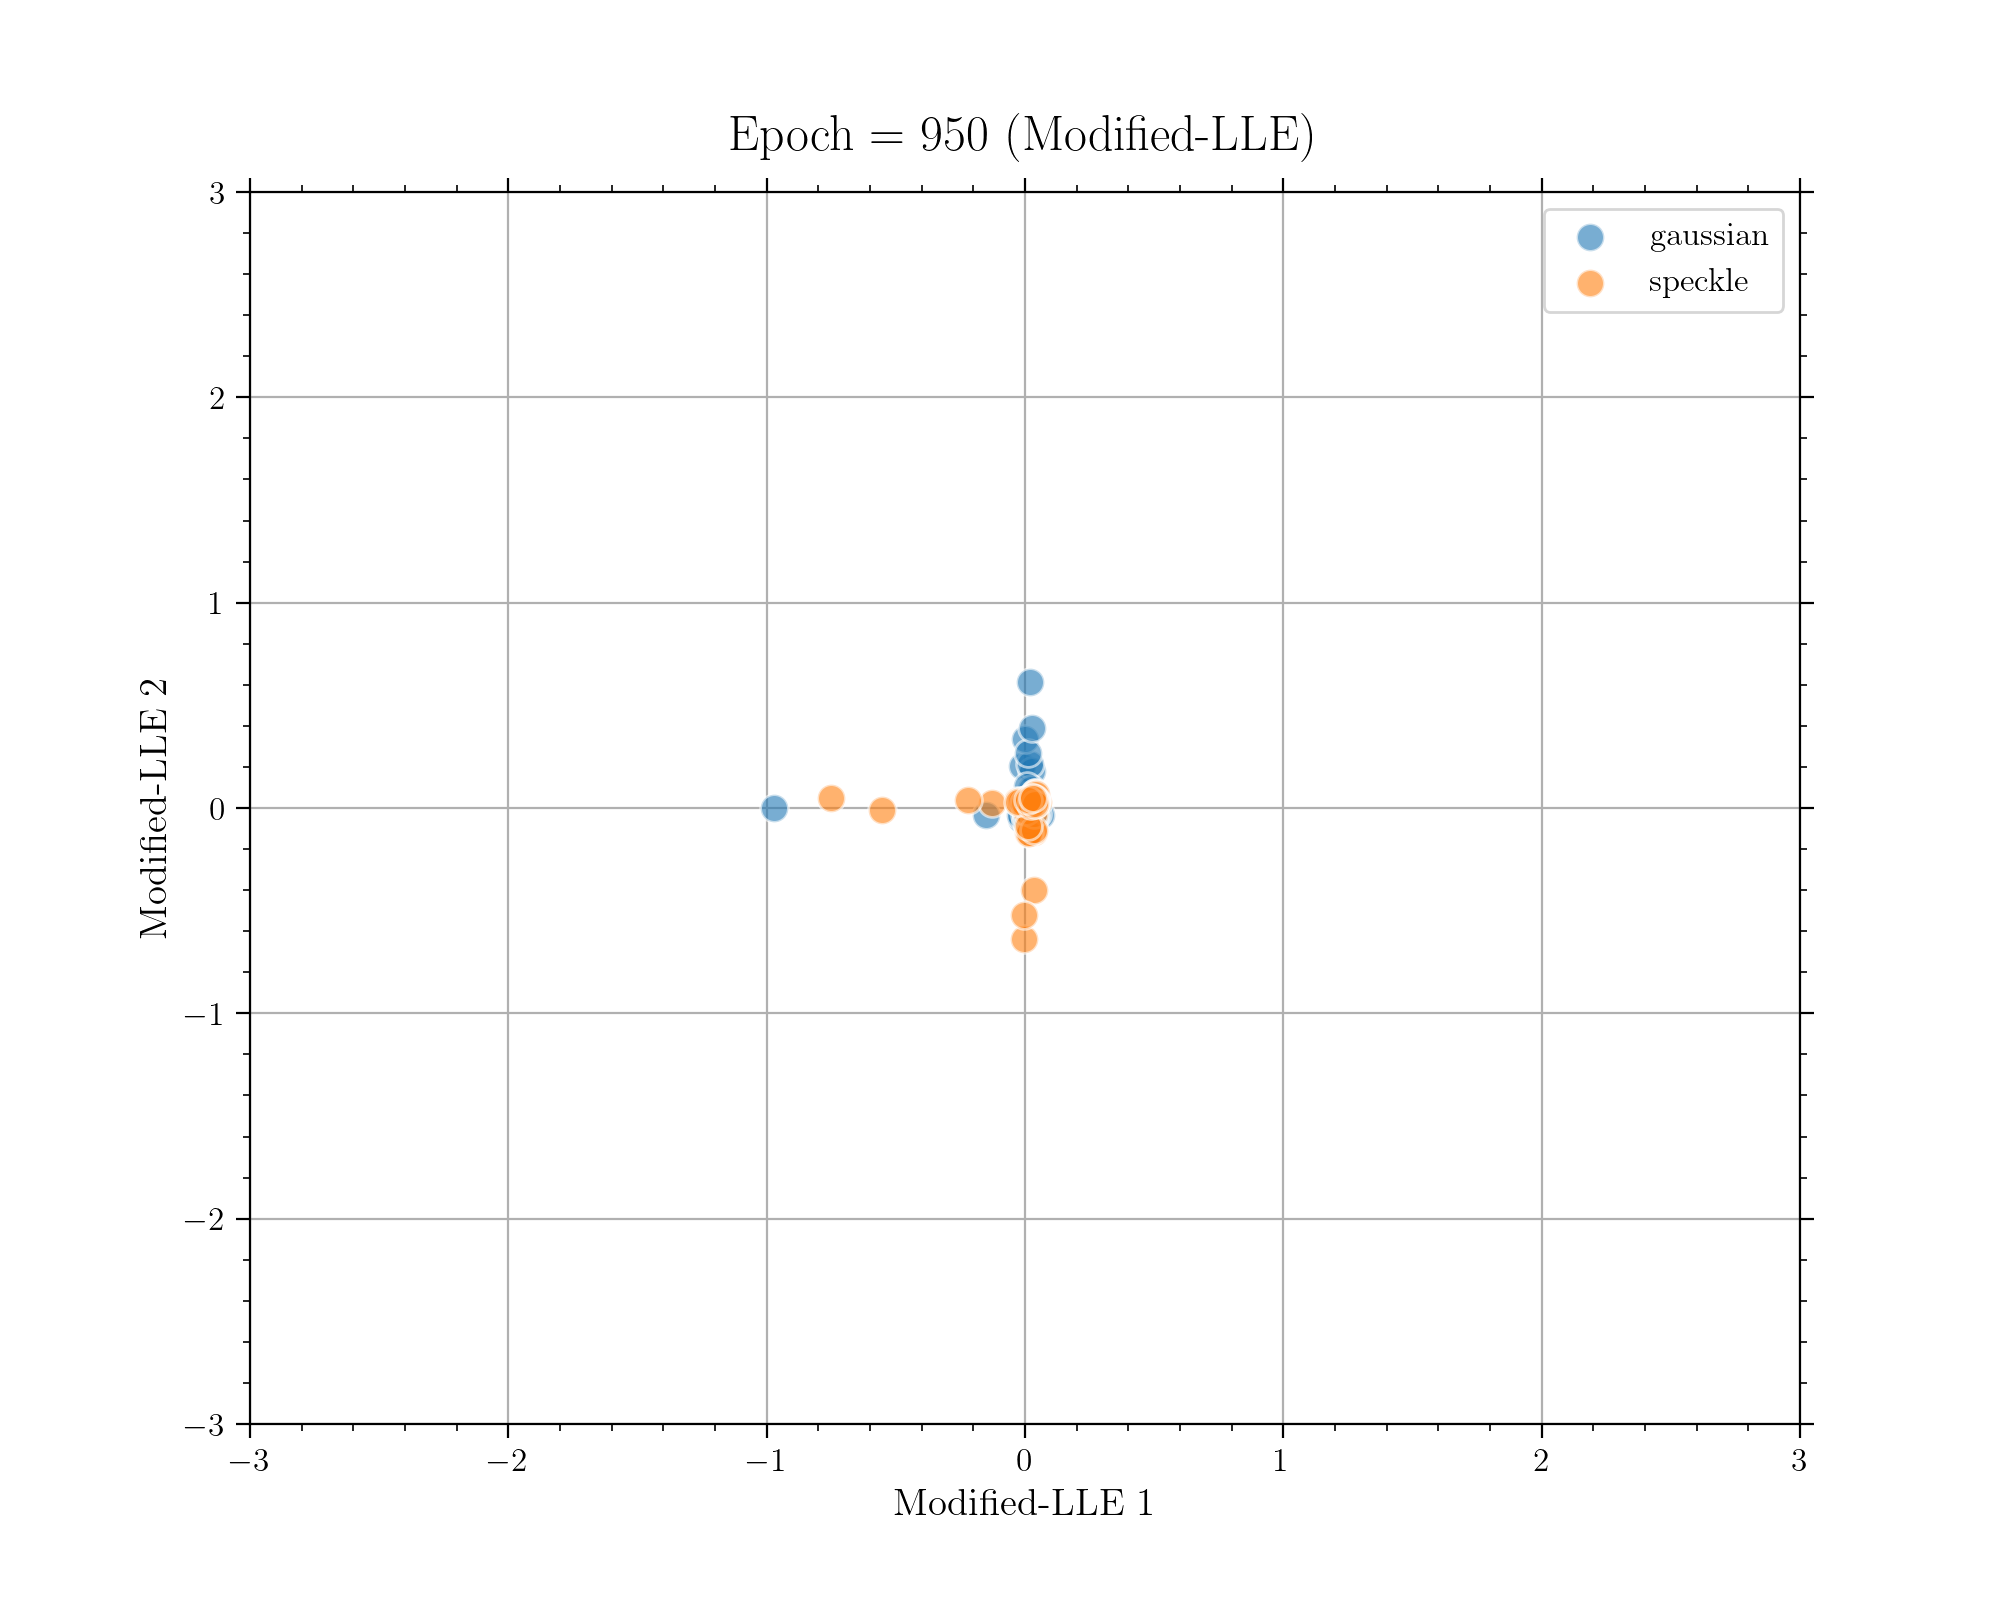 Epoch = 950 (Modified-LLE)
gaussian
speckle
3
2
1
0
−1
−2
−3
Modified-LLE 2
−3
−2
−1
0
1
2
3
Modified-LLE 1